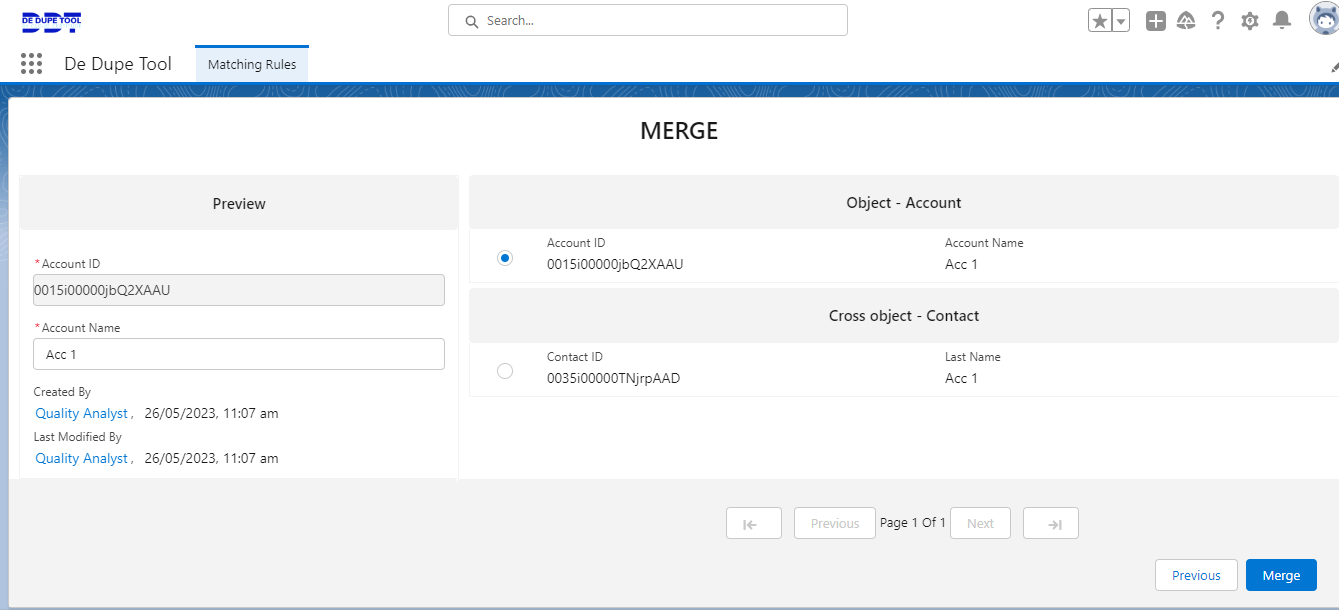 DE DUPE TOOL
DDT
Search...
De Dupe Tool
Matching Rules
MERGE
Preview
*Account ID
0015i00000jbQ2XAAU
*Account Name
Acc 1
Created By
Quality Analyst, 26/05/2023, 11:07 am
Last Modified By
Quality Analyst, 26/05/2023, 11:07 am
Object - Account
Account ID Account Name
0015i00000jbQ2XAAU Acc 1
Cross object - Contact
Contact ID Last Name
0035i00000TNjrpAAD Acc 1
Previous Page 1 Of 1 Next
Previous Merge